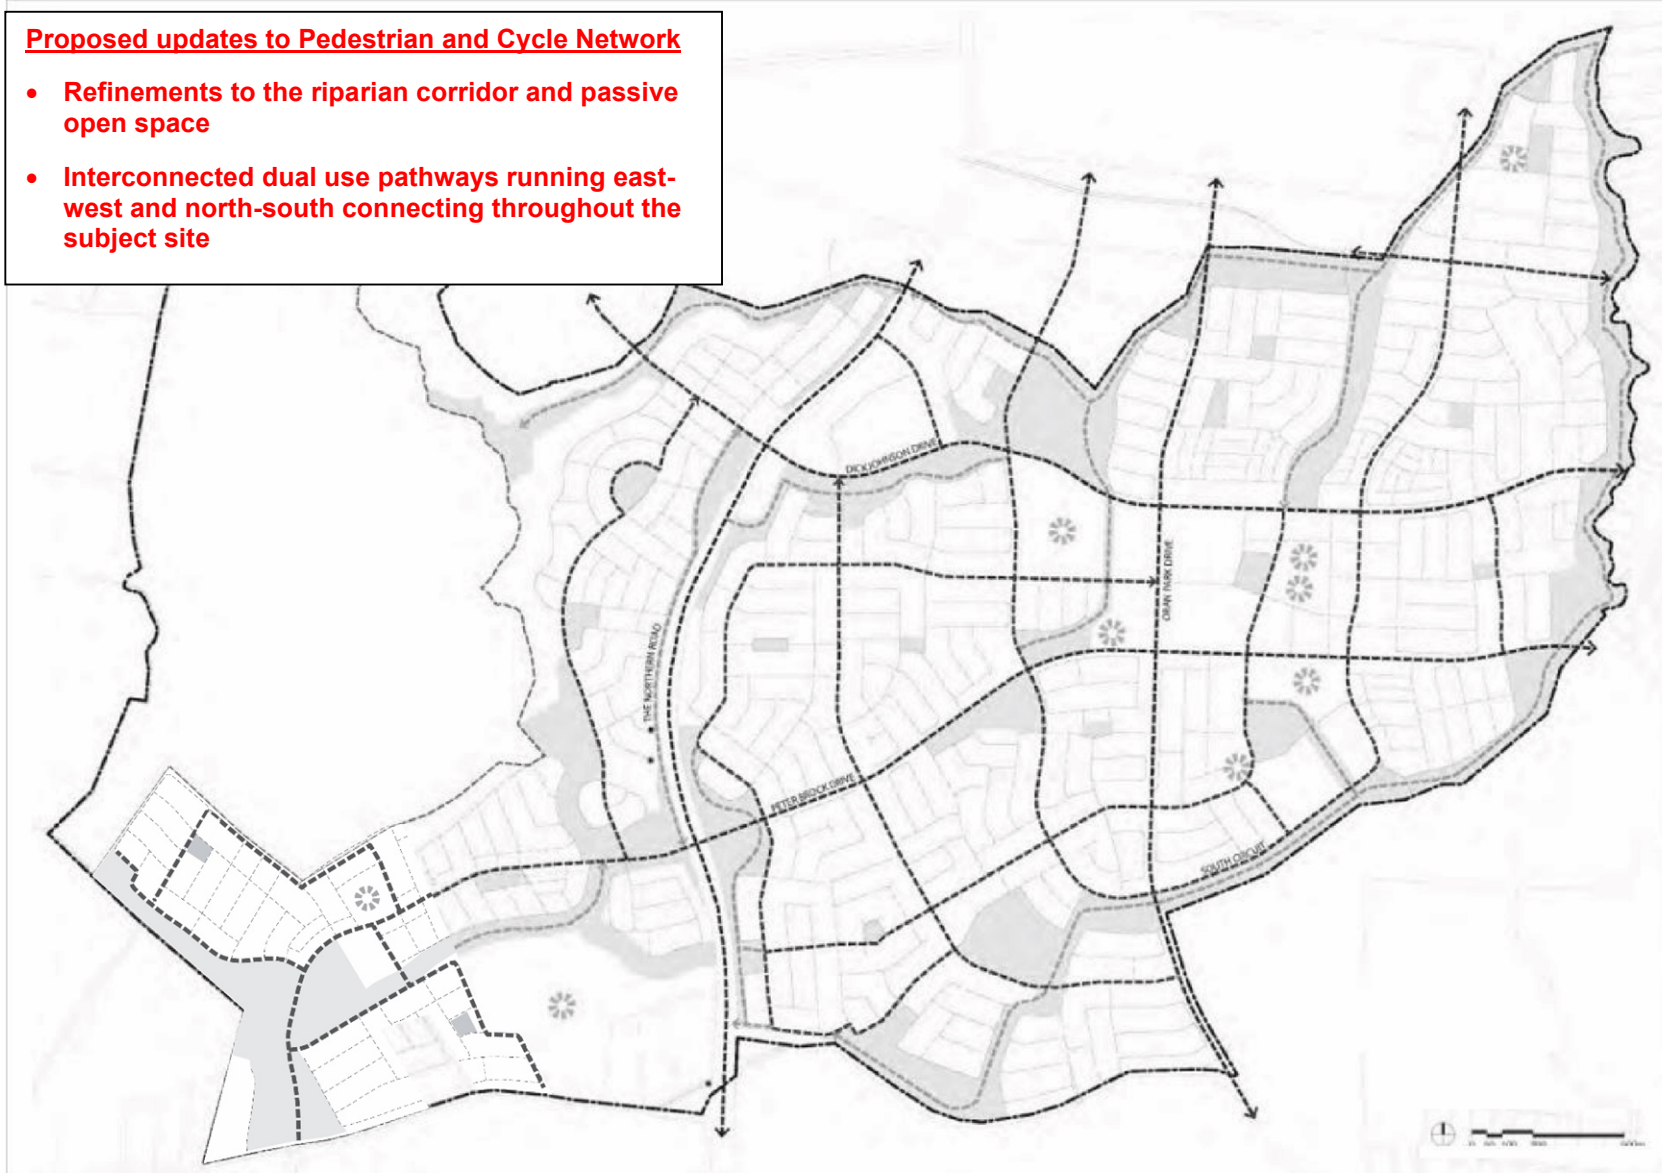 Proposed updates to Pedestrian and Cycle Network
• Refinements to the riparian corridor and passive
open space
• Interconnected dual use pathways running east-
west and north-south connecting throughout the
subject site
DICK JOHNSON DRIVE
ORAN PARK DRIVE
THE NORTHERN ROAD
PETER BROCK DRIVE
SOUTH CIRCUIT